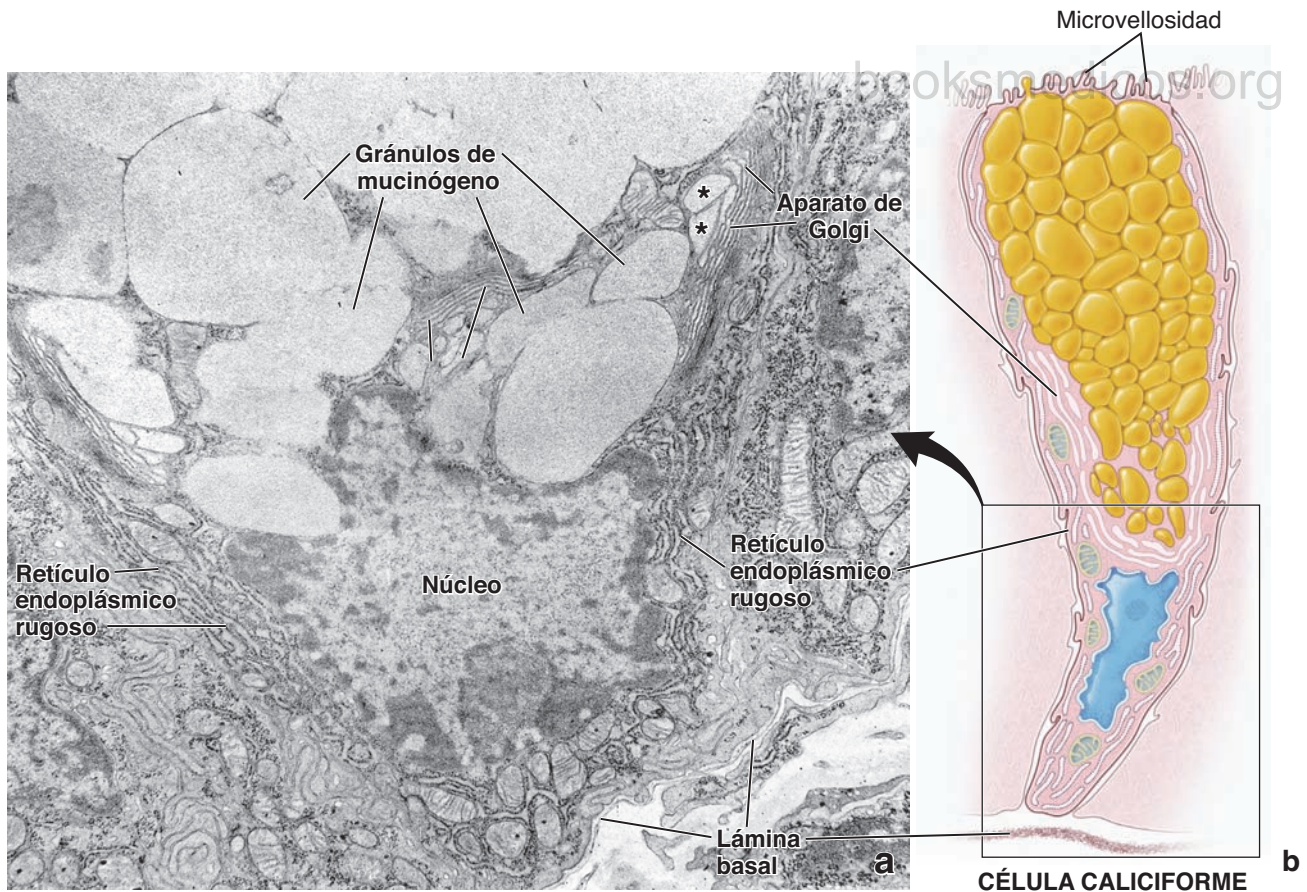 Microvellosidad
booksmedicos.org
Gránulos de
mucinógeno
*
*
Aparato de
Golgi
Retículo
endoplásmico
rugoso
Núcleo
Retículo
endoplásmico
rugoso
Lámina
basal
a
b
CÉLULA CALICIFORME